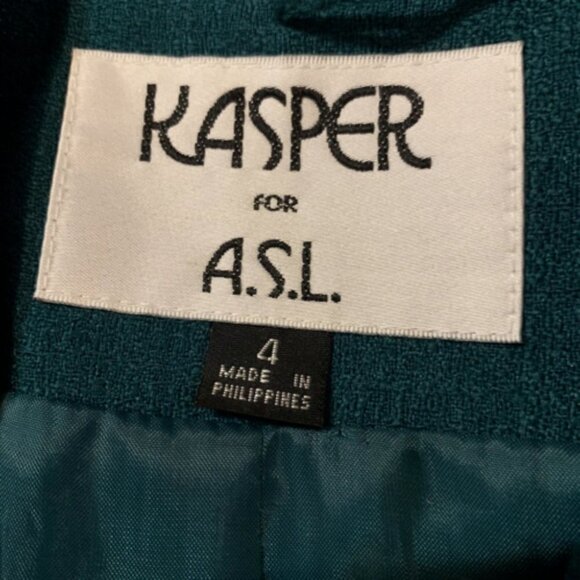 KASPER
FOR
A.S.L.
4
MADE IN
PHILIPPINES